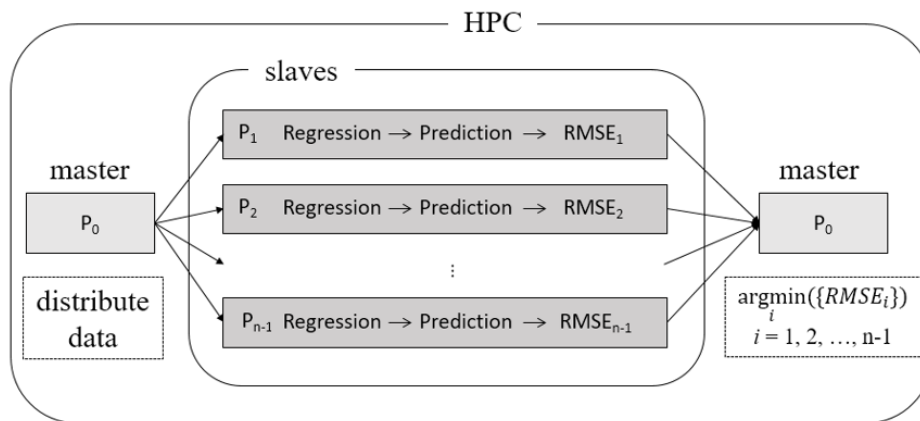 HPC
slaves
P₁ Regression → Prediction → RMSE₁
master
P₀
distribute
data
P₂ Regression → Prediction → RMSE₂
⋮
Pₙ₋₁ Regression → Prediction → RMSEₙ₋₁
master
P₀
argmin({RMSEᵢ})
i
i = 1, 2, …, n-1